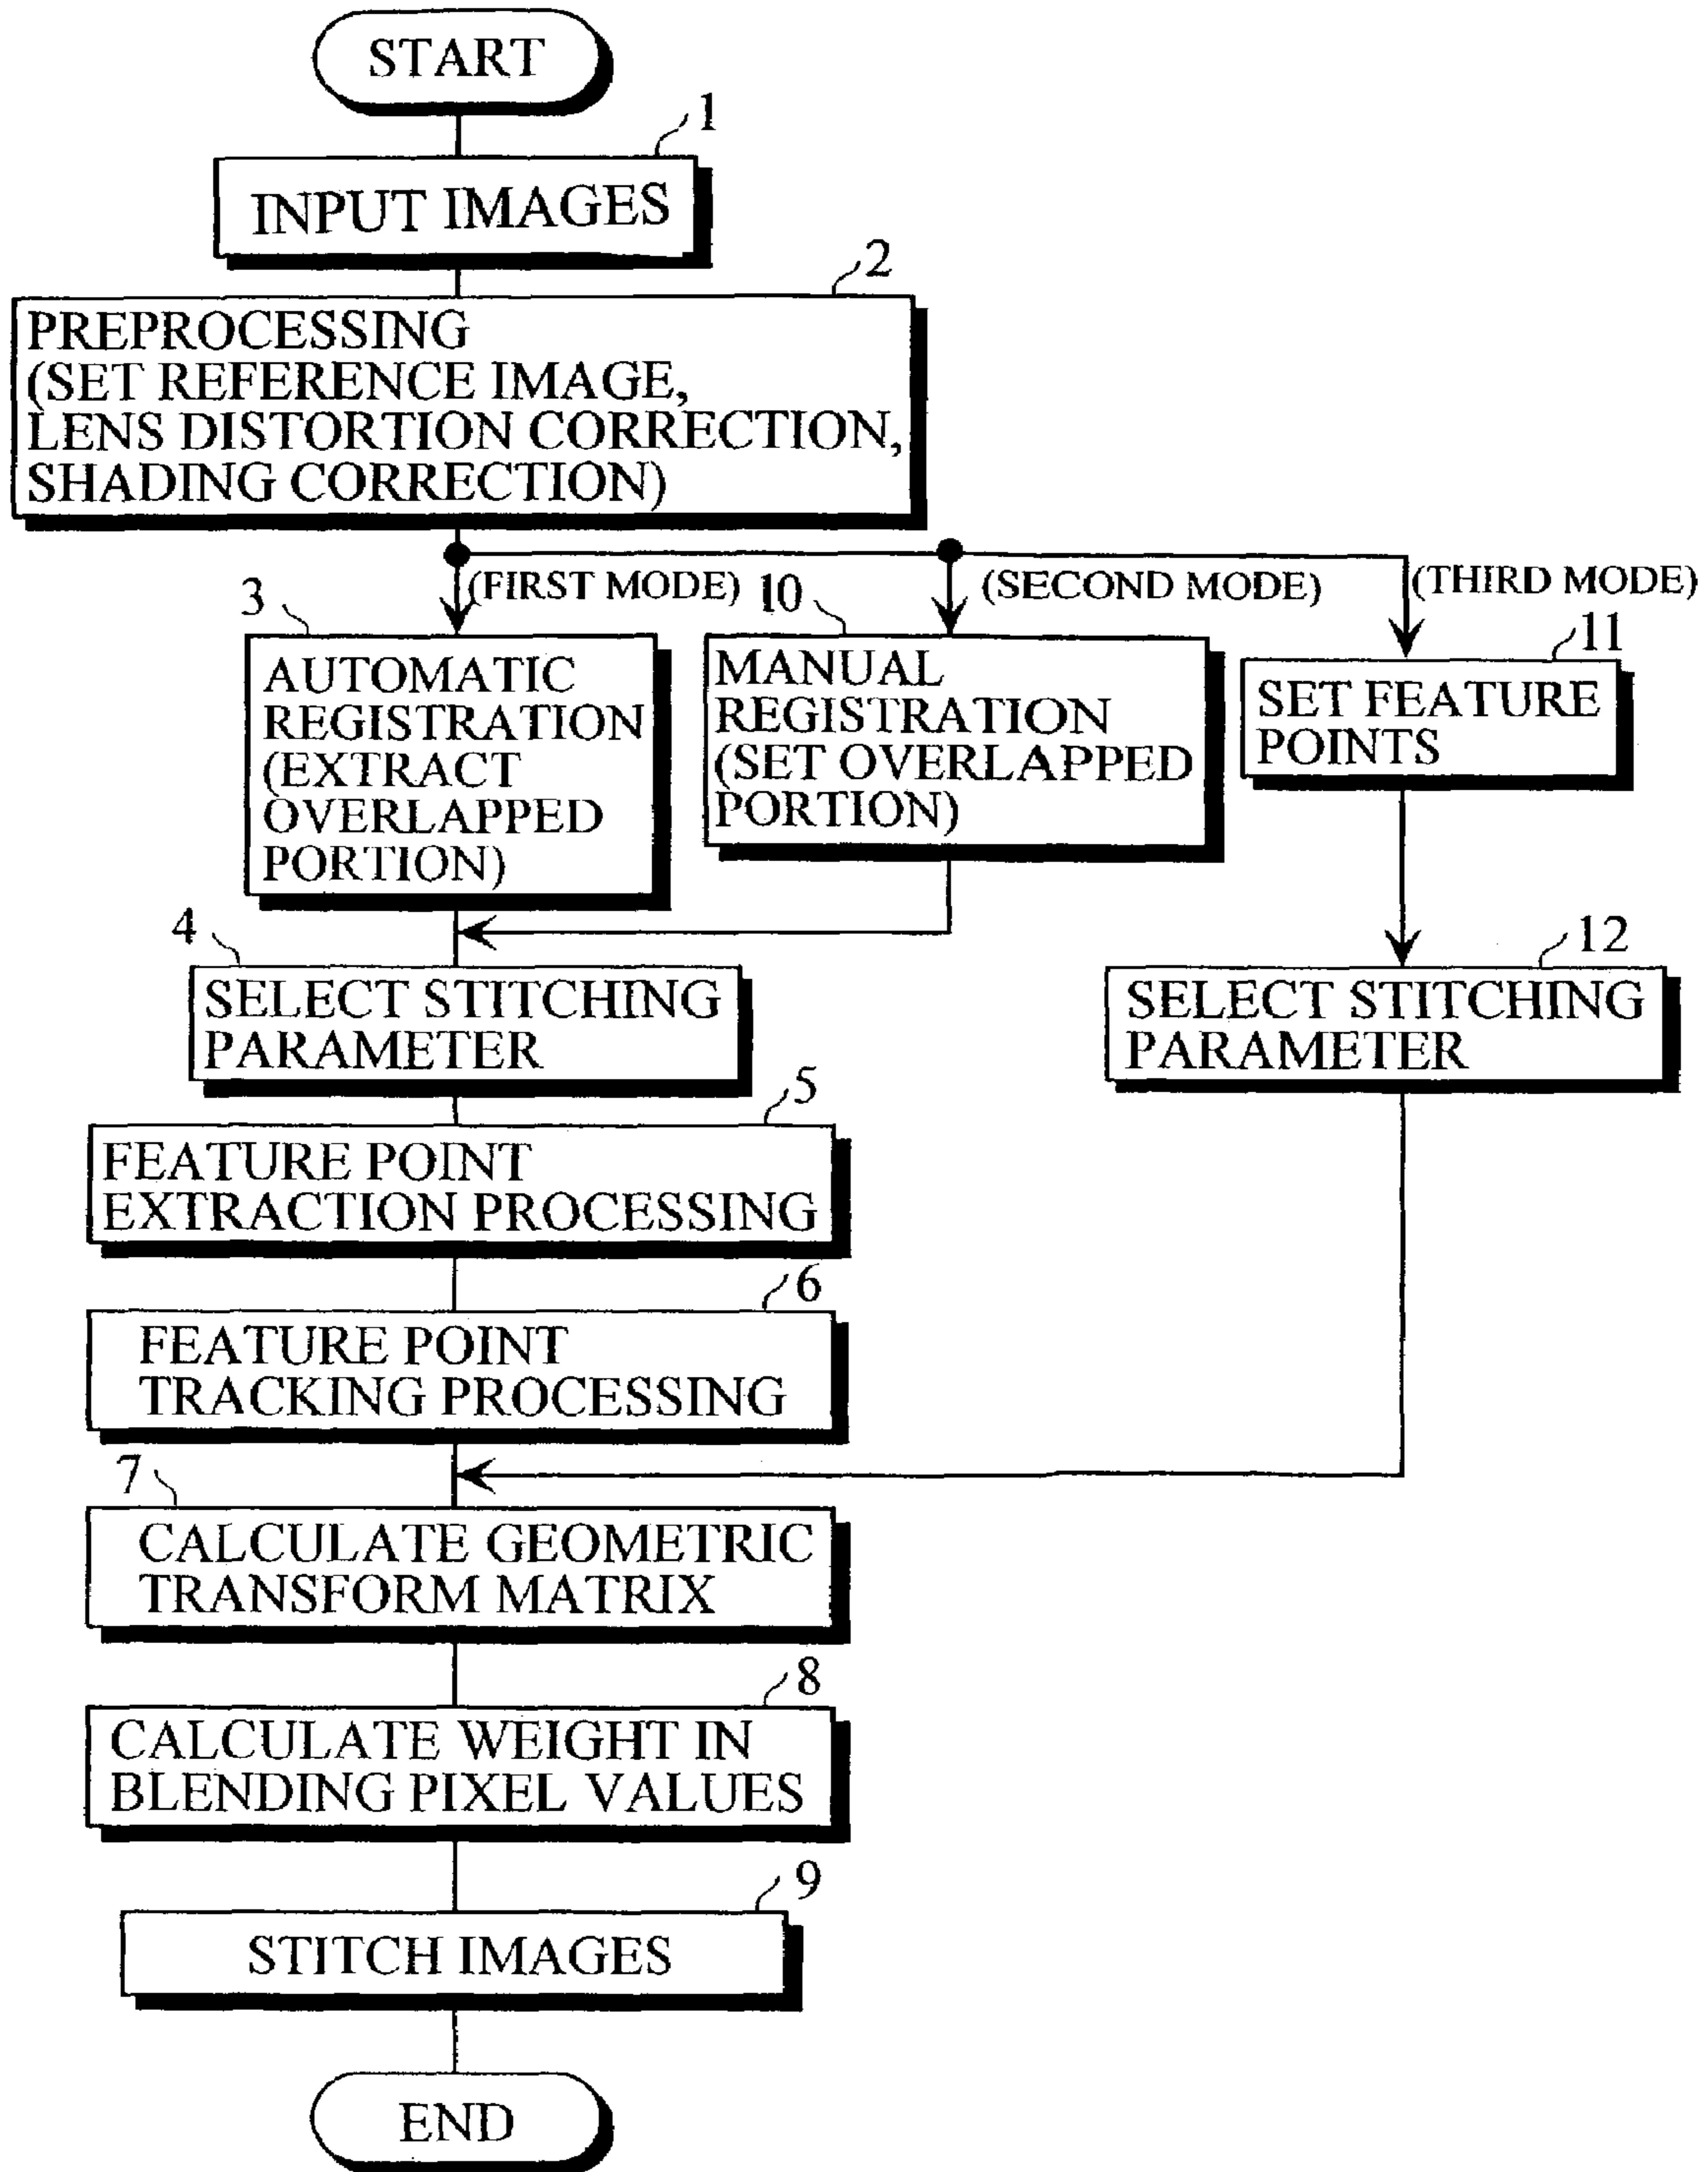 START
1
INPUT IMAGES
2
PREPROCESSING
(SET REFERENCE IMAGE,
LENS DISTORTION CORRECTION,
SHADING CORRECTION)
(FIRST MODE)
(SECOND MODE)
(THIRD MODE)
3
AUTOMATIC
REGISTRATION
(EXTRACT
OVERLAPPED
PORTION)
10
MANUAL
REGISTRATION
(SET OVERLAPPED
PORTION)
11
SET FEATURE
POINTS
4
SELECT STITCHING
PARAMETER
12
SELECT STITCHING
PARAMETER
5
FEATURE POINT
EXTRACTION PROCESSING
6
FEATURE POINT
TRACKING PROCESSING
7
CALCULATE GEOMETRIC
TRANSFORM MATRIX
8
CALCULATE WEIGHT IN
BLENDING PIXEL VALUES
9
STITCH IMAGES
END